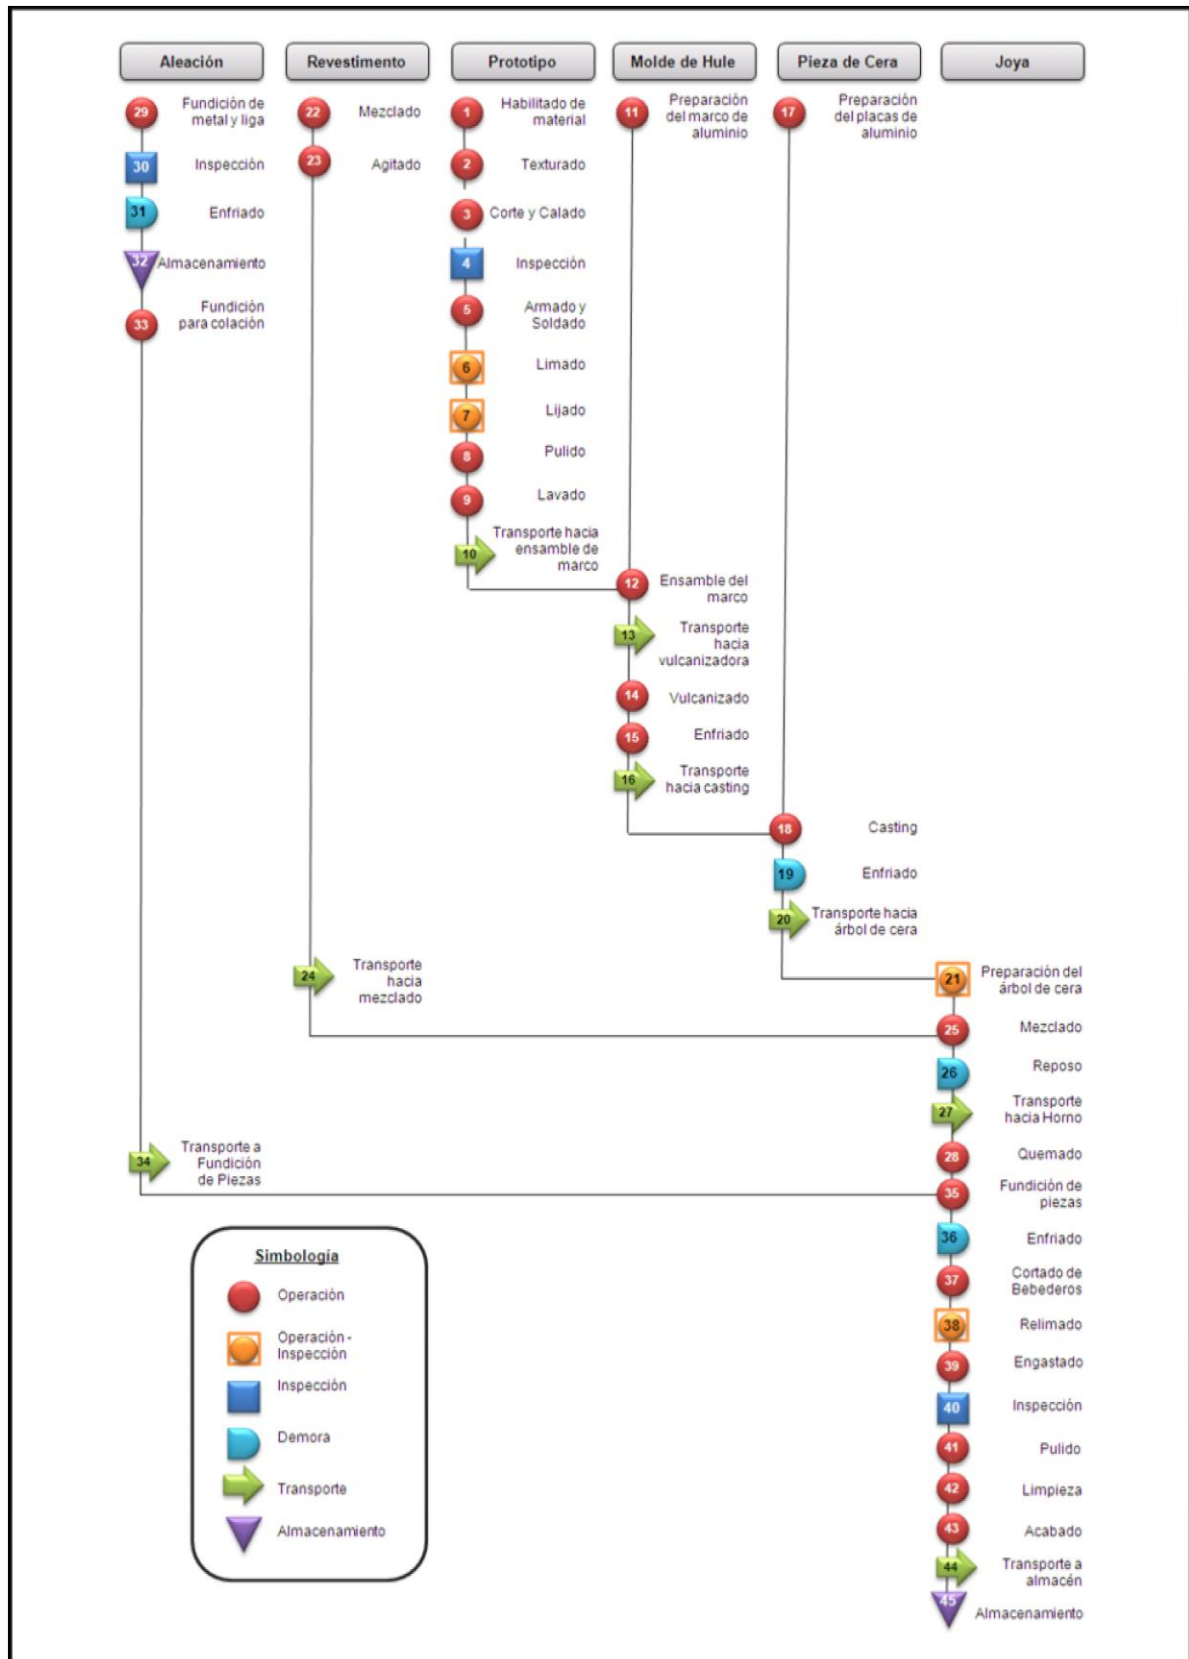 Aleación
Revestimento
Prototipo
Molde de Hule
Pieza de Cera
Joya
29
Fundición de
metal y liga
30
Inspección
31
Enfriado
32
Almacenamiento
33
Fundición
para colación
34
Transporte a
Fundición
de Piezas
22
Mezclado
23
Agitado
24
Transporte
hacia
mezclado
1
Habilitado de
material
2
Texturado
3
Corte y Calado
4
Inspección
5
Armado y
Soldado
6
Limado
7
Lijado
8
Pulido
9
Lavado
10
Transporte hacia
ensamble de
marco
11
Preparación
del marco de
aluminio
12
Ensamble del
marco
13
Transporte
hacia
vulcanizadora
14
Vulcanizado
15
Enfriado
16
Transporte
hacia casting
17
Preparación
del placas de
aluminio
18
Casting
19
Enfriado
20
Transporte hacia
árbol de cera
21
Preparación del
árbol de cera
25
Mezclado
26
Reposo
27
Transporte
hacia Horno
28
Quemado
35
Fundición de
piezas
36
Enfriado
37
Cortado de
Bebederos
38
Relimado
39
Engastado
40
Inspección
41
Pulido
42
Limpieza
43
Acabado
44
Transporte a
almacén
45
Almacenamiento
Simbología
Operación
Operación -
Inspección
Inspección
Demora
Transporte
Almacenamiento